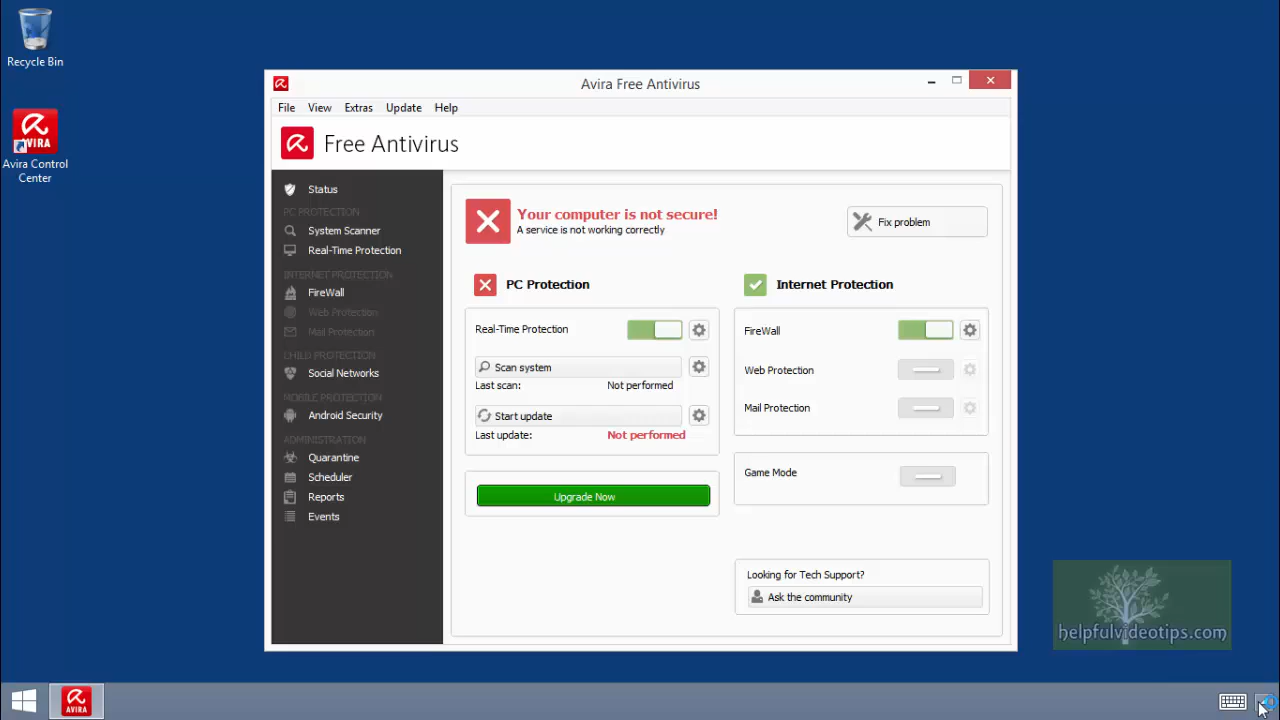 Recycle Bin
AVIRA
Avira Control
Center
Avira Free Antivirus
File View Extras Update Help
Free Antivirus
Status
PC PROTECTION
System Scanner
Real-Time Protection
INTERNET PROTECTION
FireWall
Web Protection
Mail Protection
CHILD PROTECTION
Social Networks
MOBILE PROTECTION
Android Security
ADMINISTRATION
Quarantine
Scheduler
Reports
Events
Your computer is not secure!
A service is not working correctly
Fix problem
PC Protection
Real-Time Protection
Scan system
Last scan: Not performed
Start update
Last update: Not performed
Upgrade Now
Internet Protection
FireWall
Web Protection
Mail Protection
Game Mode
Looking for Tech Support?
Ask the community
helpfulvideotips.com
AVIRA